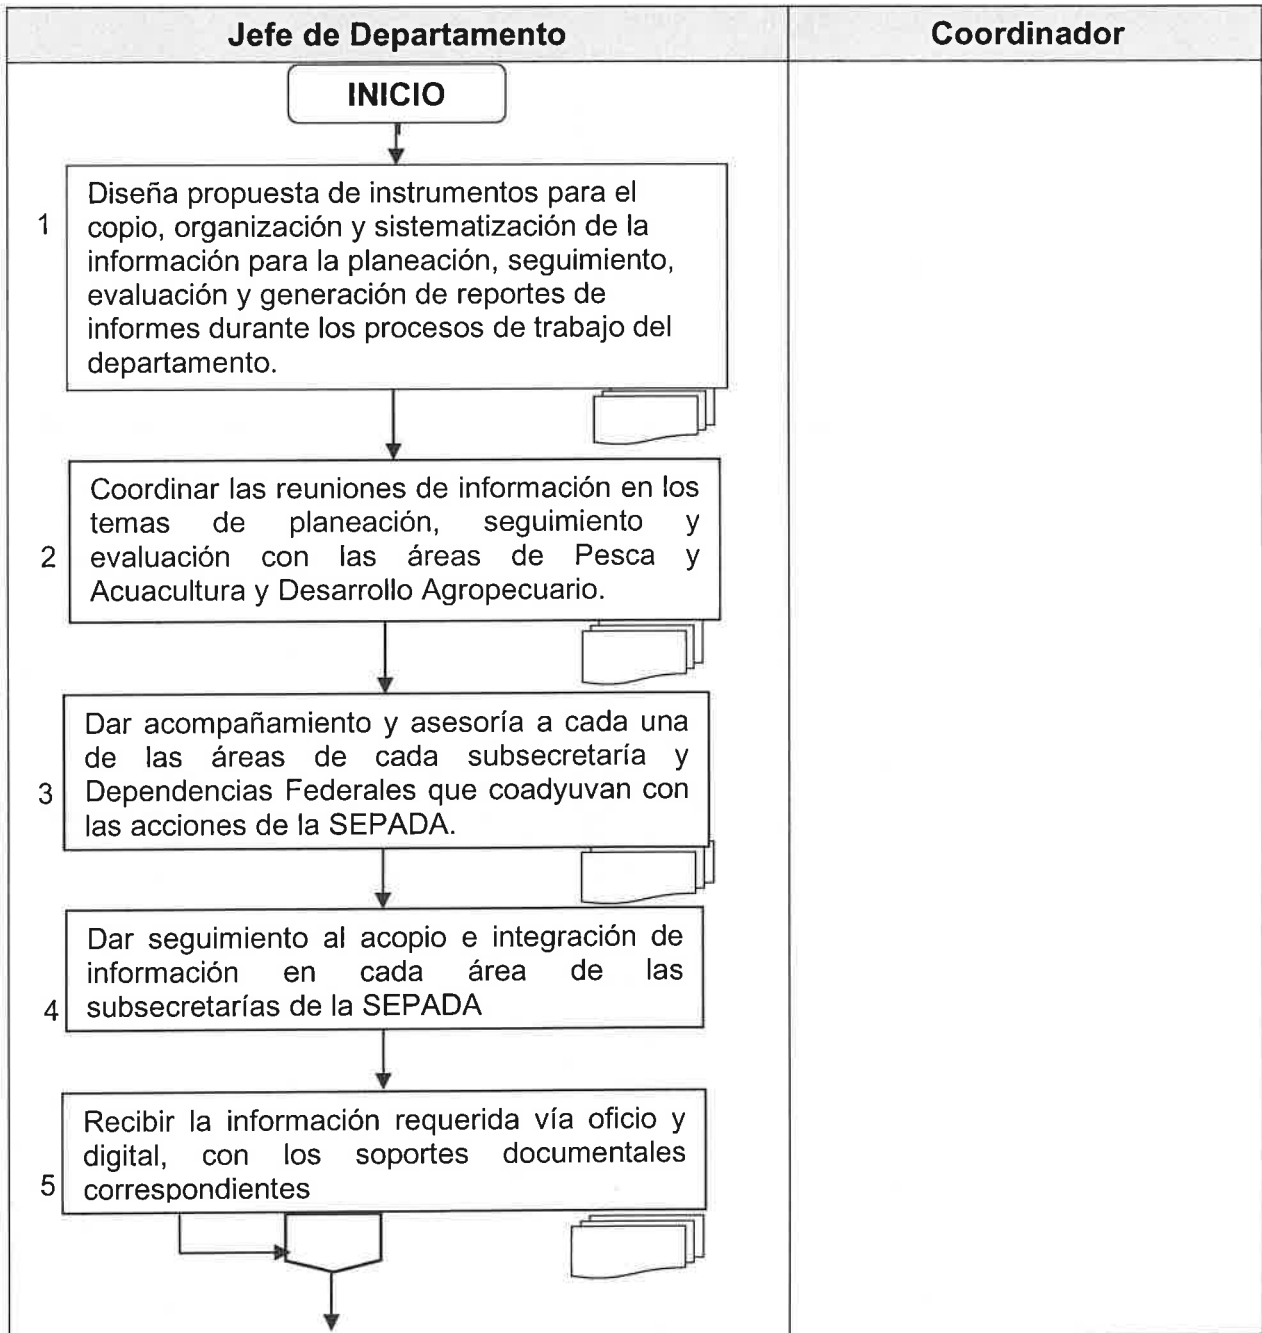 Jefe de Departamento
Coordinador
INICIO
1
Diseña propuesta de instrumentos para el
copio, organización y sistematización de la
información para la planeación, seguimiento,
evaluación y generación de reportes de
informes durante los procesos de trabajo del
departamento.
2
Coordinar las reuniones de información en los
temas de planeación, seguimiento y
evaluación con las áreas de Pesca y
Acuacultura y Desarrollo Agropecuario.
3
Dar acompañamiento y asesoría a cada una
de las áreas de cada subsecretaría y
Dependencias Federales que coadyuvan con
las acciones de la SEPADA.
4
Dar seguimiento al acopio e integración de
información en cada área de las
subsecretarías de la SEPADA
5
Recibir la información requerida vía oficio y
digital, con los soportes documentales
correspondientes